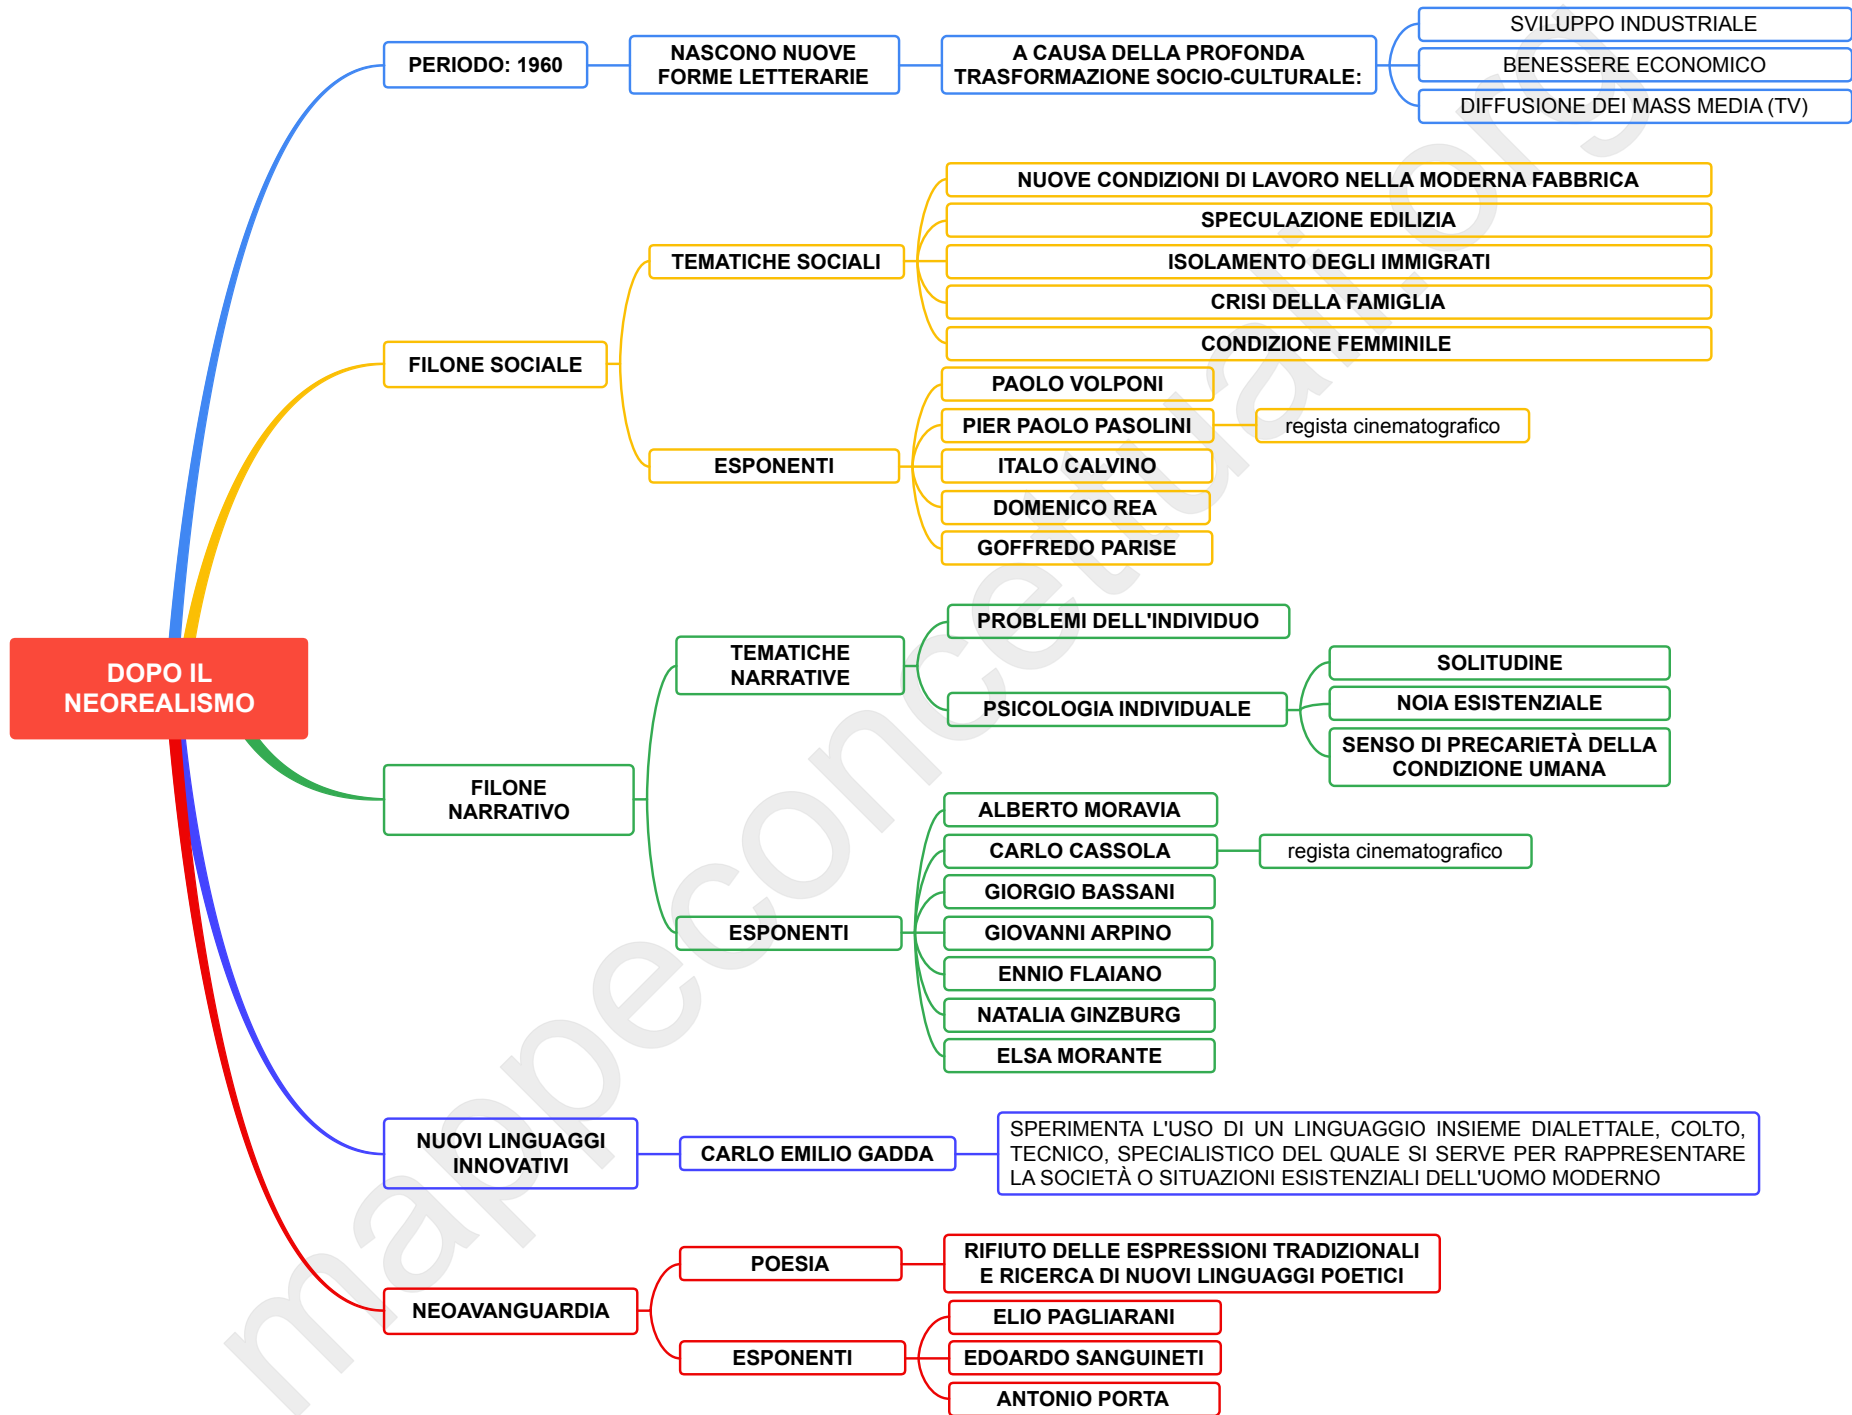 DOPO IL
NEOREALISMO
PERIODO: 1960
NASCONO NUOVE
FORME LETTERARIE
A CAUSA DELLA PROFONDA
TRASFORMAZIONE SOCIO-CULTURALE:
SVILUPPO INDUSTRIALE
BENESSERE ECONOMICO
DIFFUSIONE DEI MASS MEDIA (TV)
FILONE SOCIALE
TEMATICHE SOCIALI
NUOVE CONDIZIONI DI LAVORO NELLA MODERNA FABBRICA
SPECULAZIONE EDILIZIA
ISOLAMENTO DEGLI IMMIGRATI
CRISI DELLA FAMIGLIA
CONDIZIONE FEMMINILE
ESPONENTI
PAOLO VOLPONI
PIER PAOLO PASOLINI
regista cinematografico
ITALO CALVINO
DOMENICO REA
GOFFREDO PARISE
FILONE
NARRATIVO
TEMATICHE
NARRATIVE
PROBLEMI DELL'INDIVIDUO
PSICOLOGIA INDIVIDUALE
SOLITUDINE
NOIA ESISTENZIALE
SENSO DI PRECARIETÀ DELLA
CONDIZIONE UMANA
ESPONENTI
ALBERTO MORAVIA
CARLO CASSOLA
regista cinematografico
GIORGIO BASSANI
GIOVANNI ARPINO
ENNIO FLAIANO
NATALIA GINZBURG
ELSA MORANTE
NUOVI LINGUAGGI
INNOVATIVI
CARLO EMILIO GADDA
SPERIMENTA L'USO DI UN LINGUAGGIO INSIEME DIALETTALE, COLTO,
TECNICO, SPECIALISTICO DEL QUALE SI SERVE PER RAPPRESENTARE
LA SOCIETÀ O SITUAZIONI ESISTENZIALI DELL'UOMO MODERNO
NEOAVANGUARDIA
POESIA
RIFIUTO DELLE ESPRESSIONI TRADIZIONALI
E RICERCA DI NUOVI LINGUAGGI POETICI
ESPONENTI
ELIO PAGLIARANI
EDOARDO SANGUINETI
ANTONIO PORTA
mappeconcettuali.org